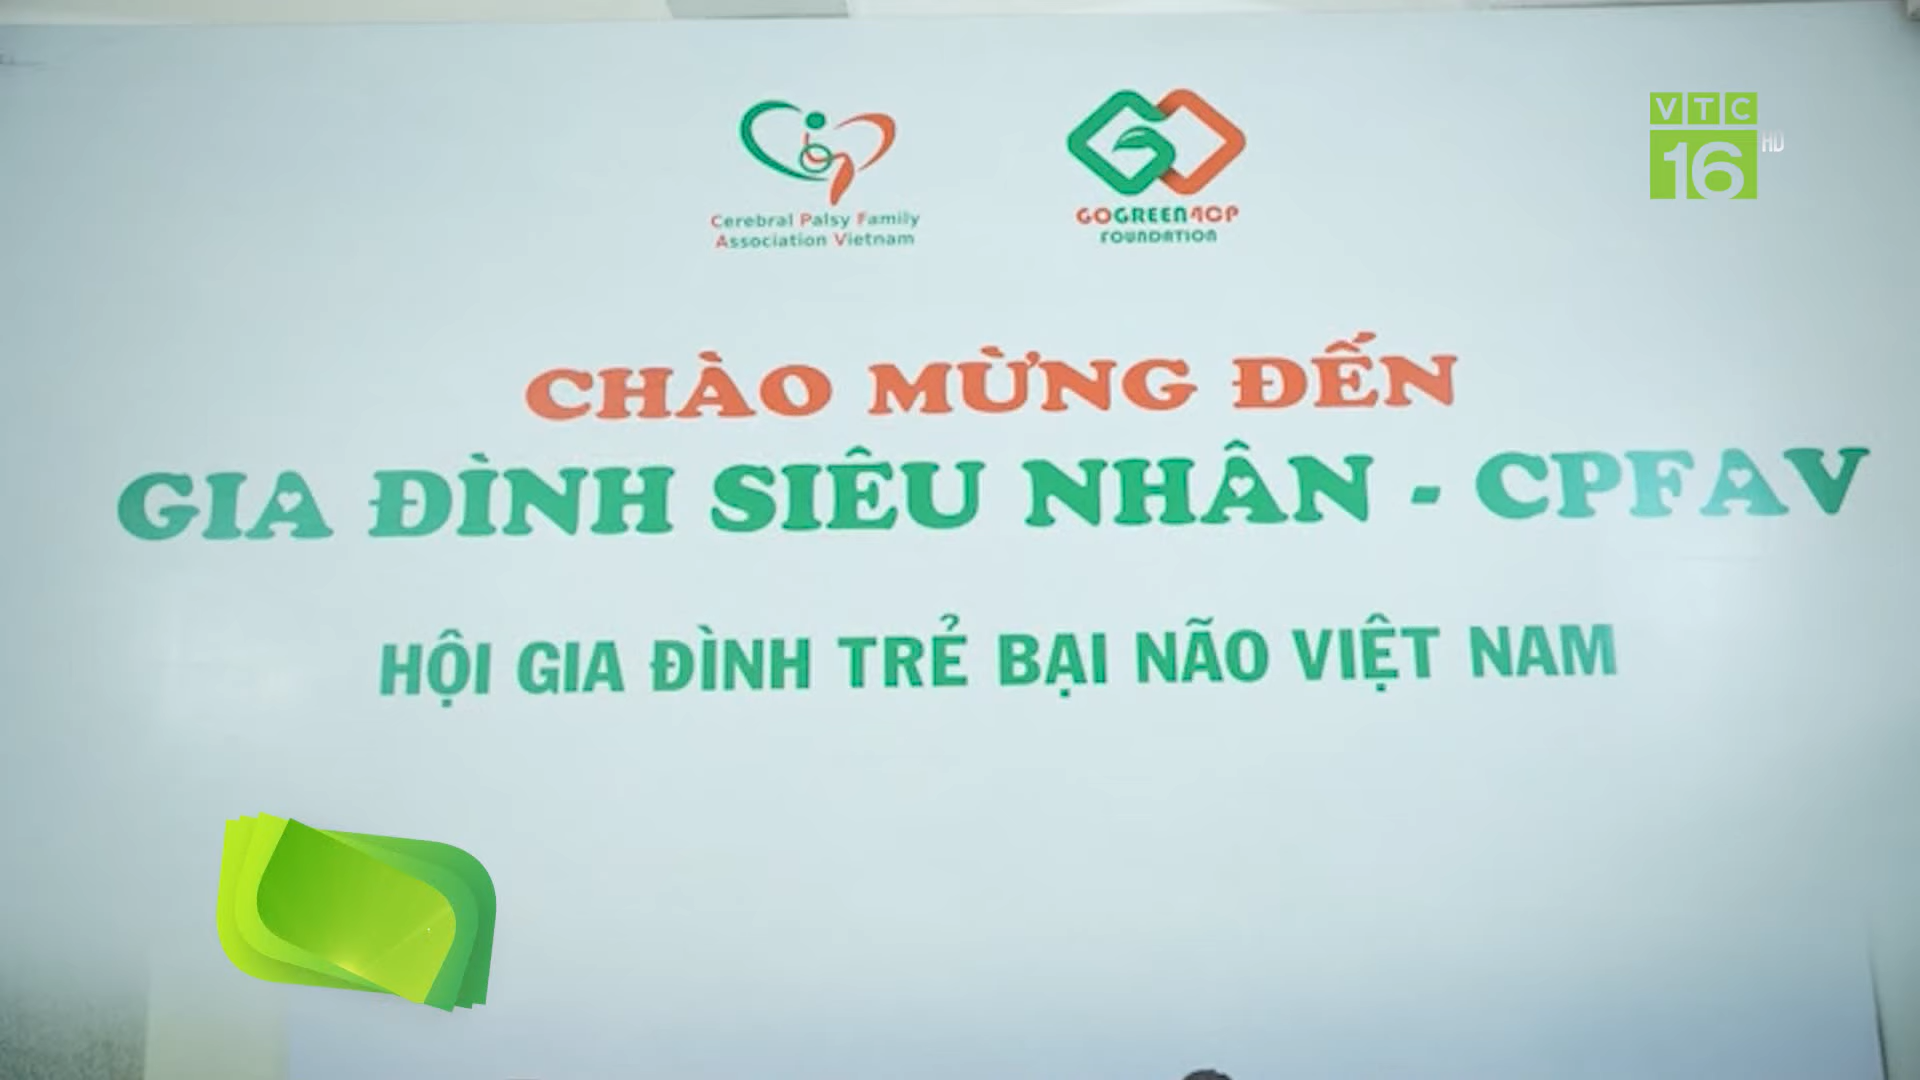 Cerebral Palsy Family
Association Vietnam
GOGREEN4CP
FOUNDATION
VTC
16 HD
CHÀO MỪNG ĐẾN
GIA ĐÌNH SIÊU NHÂN - CPFAV
HỘI GIA ĐÌNH TRẺ BẠI NÃO VIỆT NAM